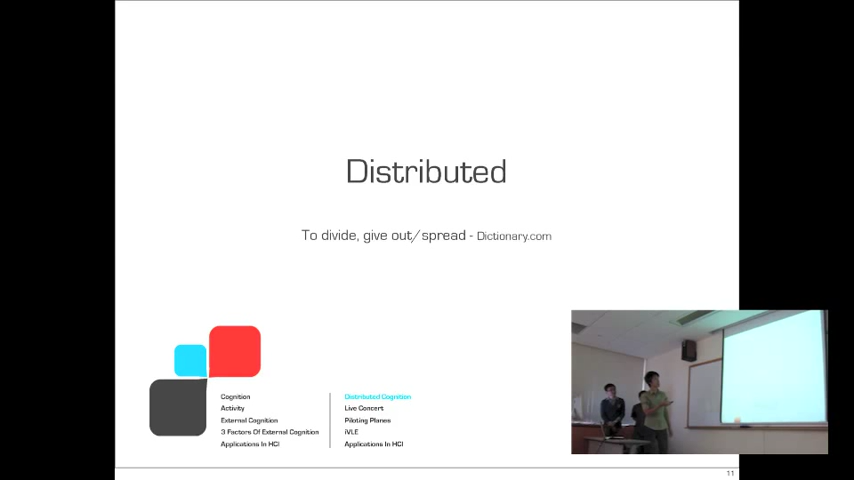 Distributed
To divide, give out/spread - Dictionary.com
Cognition
Activity
External Cognition
3 Factors Of External Cognition
Applications In HCI
Distributed Cognition
Live Concert
Piloting Planes
iVLE
Applications In HCI
11